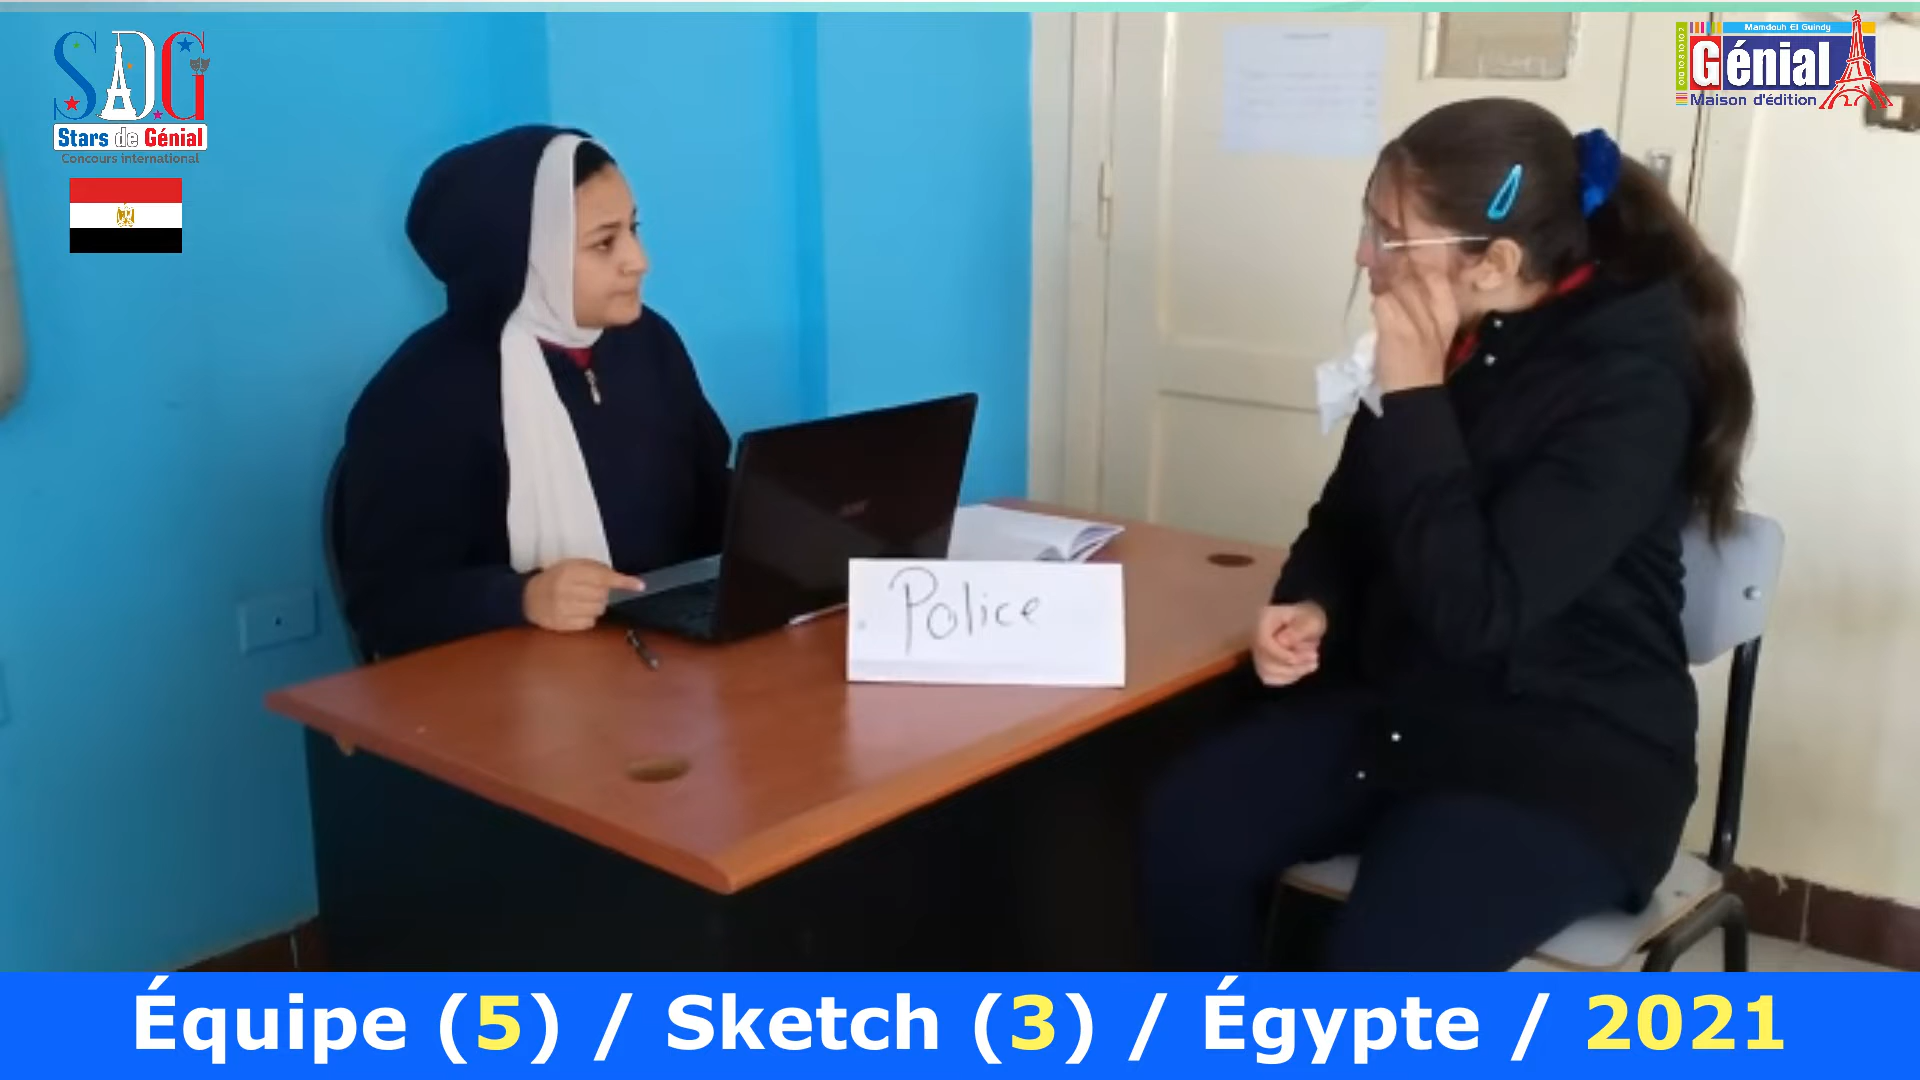 SDG
Stars de Génial
Concours international
Mamdouh El Guindy
Génial
Maison d'édition
Police
Équipe (5) / Sketch (3) / Égypte / 2021